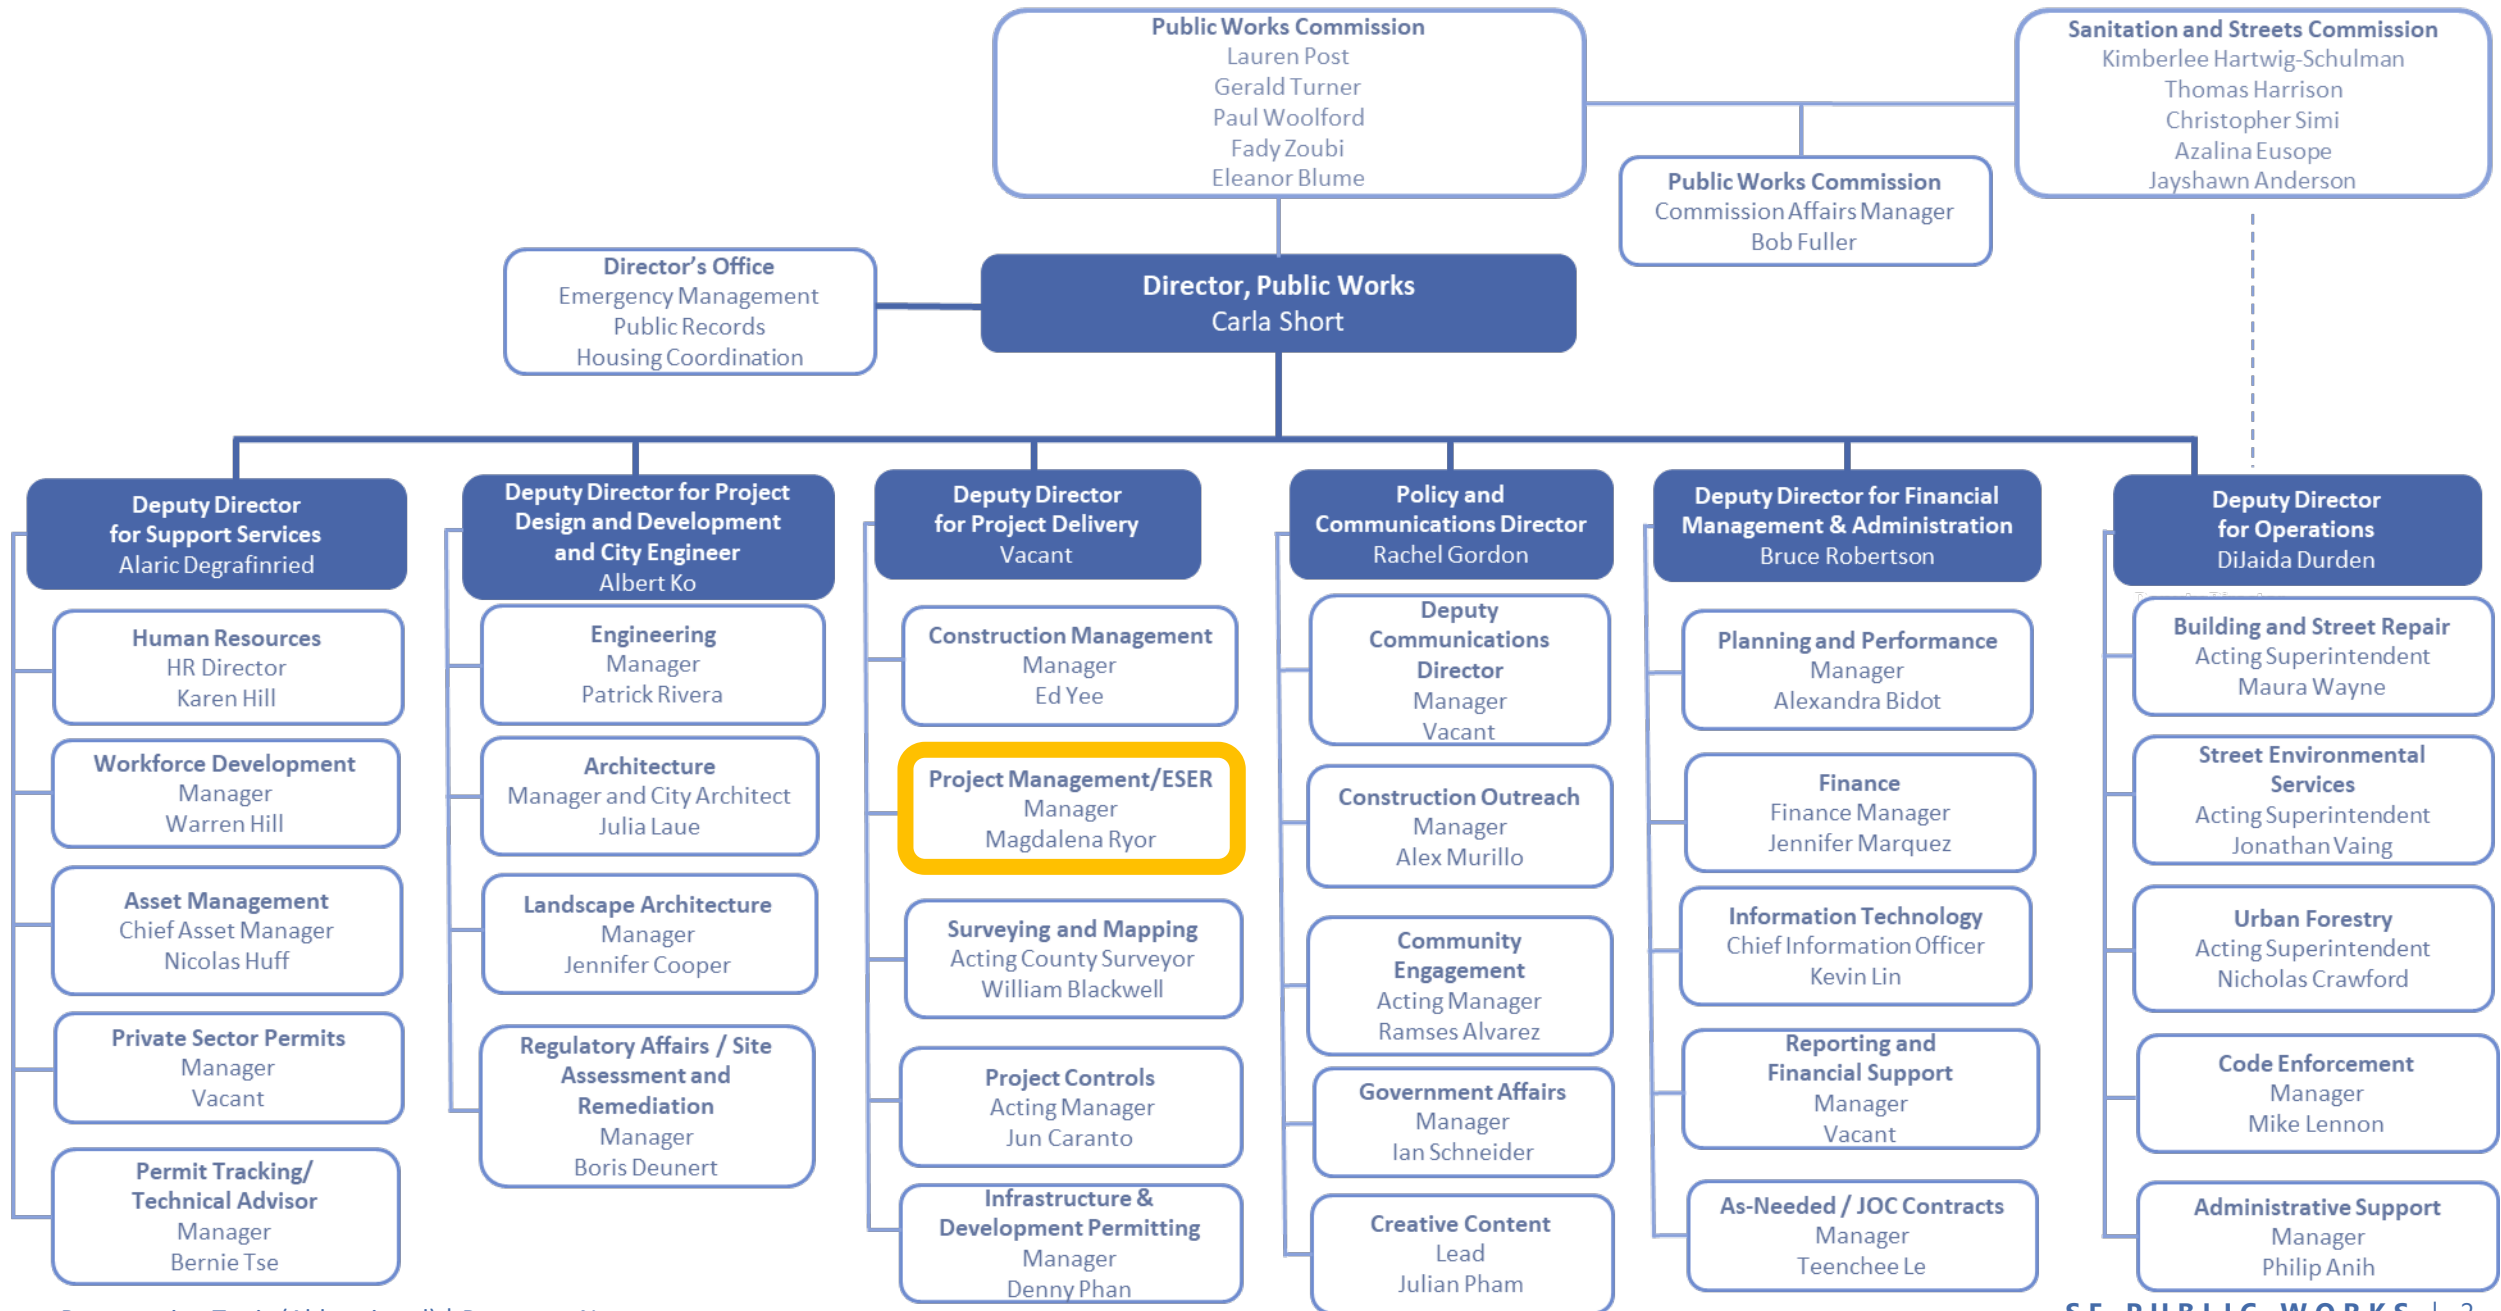 Public Works Commission
Lauren Post
Gerald Turner
Paul Woolford
Fady Zoubi
Eleanor Blume
Sanitation and Streets Commission
Kimberlee Hartwig-Schulman
Thomas Harrison
Christopher Simi
Azalina Eusope
Jayshawn Anderson
Public Works Commission
Commission Affairs Manager
Bob Fuller
Director's Office
Emergency Management
Public Records
Housing Coordination
Director, Public Works
Carla Short
Deputy Director
for Support Services
Alaric Degrafinried
Human Resources
HR Director
Karen Hill
Workforce Development
Manager
Warren Hill
Asset Management
Chief Asset Manager
Nicolas Huff
Private Sector Permits
Manager
Vacant
Permit Tracking/
Technical Advisor
Manager
Bernie Tse
Deputy Director for Project
Design and Development
and City Engineer
Albert Ko
Engineering
Manager
Patrick Rivera
Architecture
Manager and City Architect
Julia Laue
Landscape Architecture
Manager
Jennifer Cooper
Regulatory Affairs / Site
Assessment and
Remediation
Manager
Boris Deunert
Deputy Director
for Project Delivery
Vacant
Construction Management
Manager
Ed Yee
Project Management/ESER
Manager
Magdalena Ryor
Surveying and Mapping
Acting County Surveyor
William Blackwell
Project Controls
Acting Manager
Jun Caranto
Infrastructure &
Development Permitting
Manager
Denny Phan
Policy and
Communications Director
Rachel Gordon
Deputy
Communications
Director
Manager
Vacant
Construction Outreach
Manager
Alex Murillo
Community
Engagement
Acting Manager
Ramses Alvarez
Government Affairs
Manager
Ian Schneider
Creative Content
Lead
Julian Pham
Deputy Director for Financial
Management & Administration
Bruce Robertson
Planning and Performance
Manager
Alexandra Bidot
Finance
Finance Manager
Jennifer Marquez
Information Technology
Chief Information Officer
Kevin Lin
Reporting and
Financial Support
Manager
Vacant
As-Needed / JOC Contracts
Manager
Teenchee Le
Deputy Director
for Operations
DiJaida Durden
Building and Street Repair
Acting Superintendent
Maura Wayne
Street Environmental
Services
Acting Superintendent
Jonathan Vaing
Urban Forestry
Acting Superintendent
Nicholas Crawford
Code Enforcement
Manager
Mike Lennon
Administrative Support
Manager
Philip Anih
SF PUBLIC WORKS |